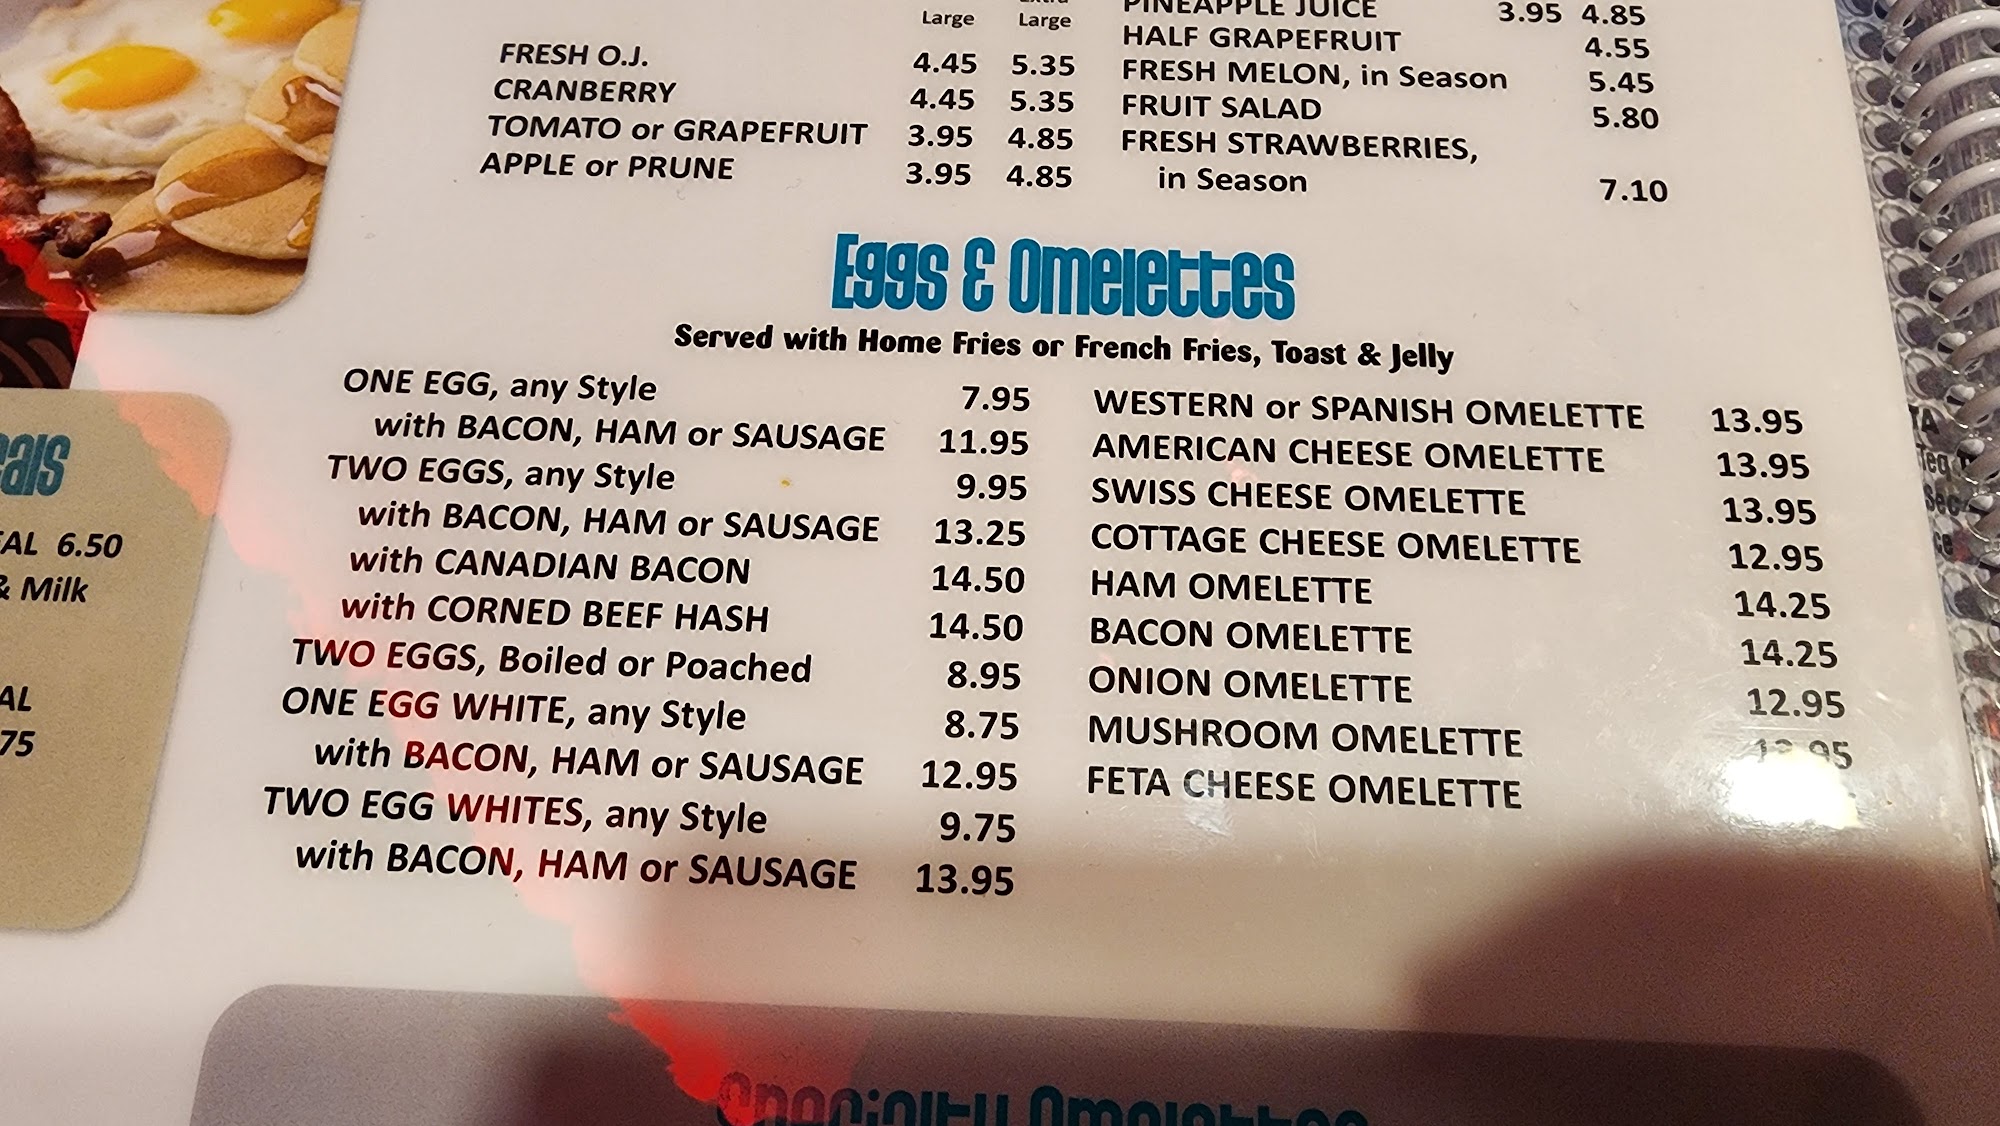 Large Large
FRESH O.J. 4.45 5.35
CRANBERRY 4.45 5.35
TOMATO or GRAPEFRUIT 3.95 4.85
APPLE or PRUNE 3.95 4.85
PINEAPPLE JUICE 3.95 4.85
HALF GRAPEFRUIT 4.55
FRESH MELON, in Season 5.45
FRUIT SALAD 5.80
FRESH STRAWBERRIES,
in Season 7.10
Eggs & Omelettes
Served with Home Fries or French Fries, Toast & Jelly
ONE EGG, any Style 7.95
with BACON, HAM or SAUSAGE 11.95
TWO EGGS, any Style 9.95
with BACON, HAM or SAUSAGE 13.25
with CANADIAN BACON 14.50
with CORNED BEEF HASH 14.50
TWO EGGS, Boiled or Poached 8.95
ONE EGG WHITE, any Style 8.75
with BACON, HAM or SAUSAGE 12.95
TWO EGG WHITES, any Style 9.75
with BACON, HAM or SAUSAGE 13.95
WESTERN or SPANISH OMELETTE 13.95
AMERICAN CHEESE OMELETTE 13.95
SWISS CHEESE OMELETTE 13.95
COTTAGE CHEESE OMELETTE 12.95
HAM OMELETTE 14.25
BACON OMELETTE 14.25
ONION OMELETTE 12.95
MUSHROOM OMELETTE
FETA CHEESE OMELETTE
6.50
& Milk
Specialty Omelettes